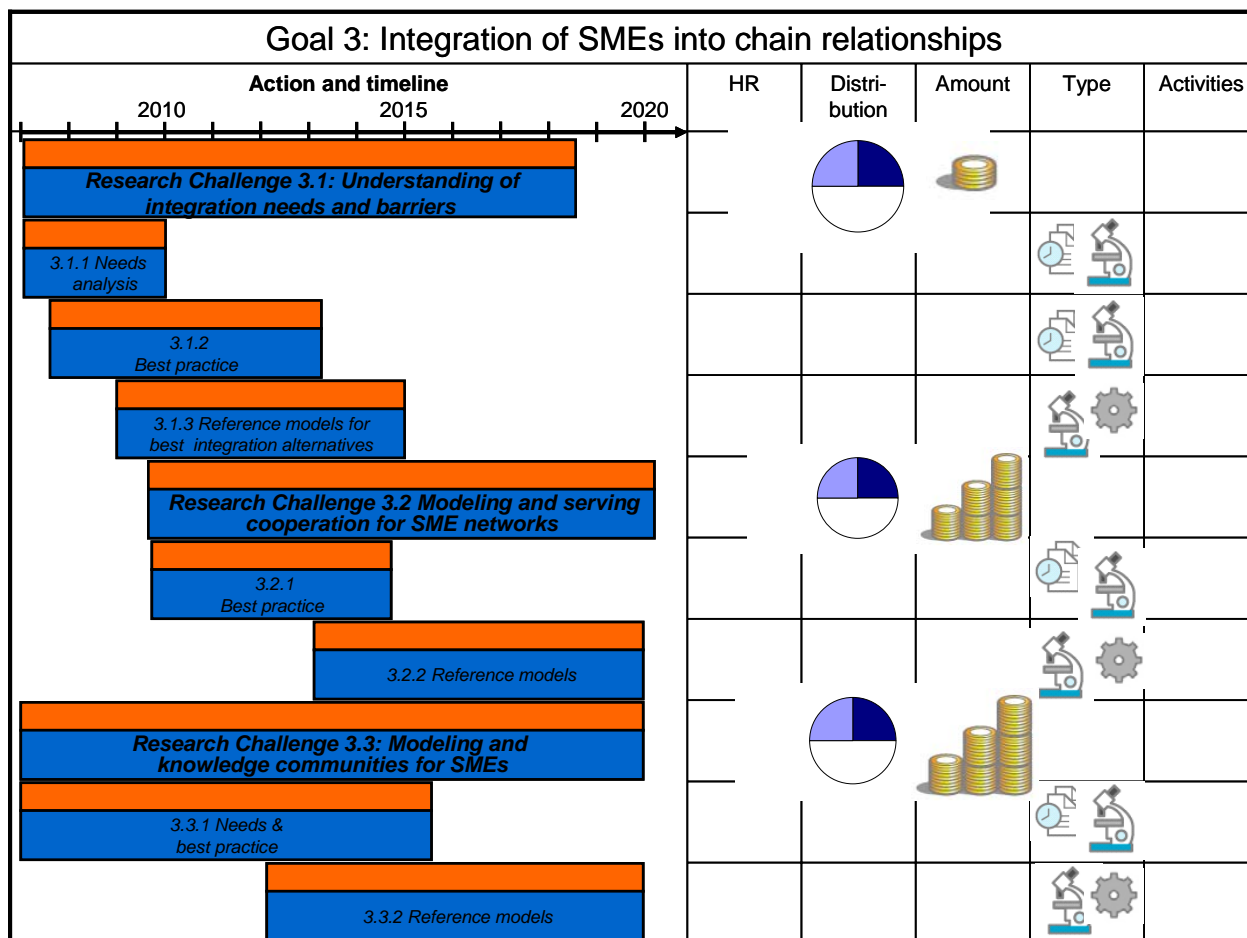 Goal 3: Integration of SMEs into chain relationships
Action and timeline
HR
Distri-
bution
Amount
Type
Activities
2010
2015
2020
Research Challenge 3.1: Understanding of
integration needs and barriers
3.1.1 Needs
analysis
3.1.2
Best practice
3.1.3 Reference models for
best integration alternatives
Research Challenge 3.2 Modeling and serving
cooperation for SME networks
3.2.1
Best practice
3.2.2 Reference models
Research Challenge 3.3: Modeling and
knowledge communities for SMEs
3.3.1 Needs &
best practice
3.3.2 Reference models